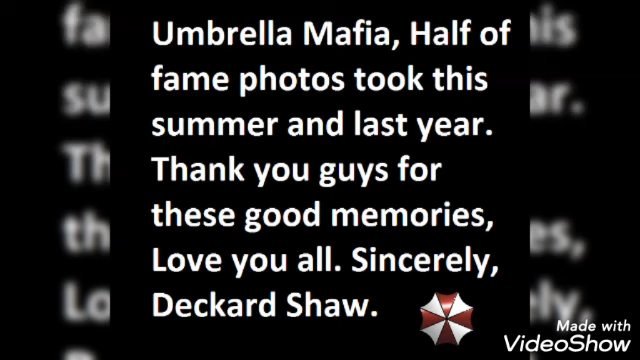 Umbrella Mafia, Half of
fame photos took this
summer and last year.
Thank you guys for
these good memories,
Love you all. Sincerely,
Deckard Shaw.
Made with
VideoShow